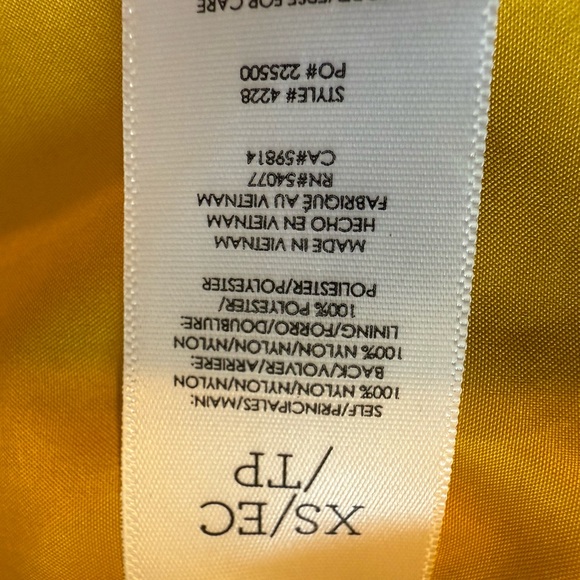 XS/EC
/TP
SELF/PRINCIPALES/MAIN:
100% NYLON/NYLON/NYLON
BACK/VOLVER/ARRIERE:
100% NYLON/NYLON/NYLON
LINING/FORRO/DOUBLURE:
100% POLYESTER/
POLIESTER/POLYESTER
MADE IN VIETNAM
HECHO EN VIETNAM
FABRIQUÉ AU VIETNAM
RN#54077
CA#59814
STYLE# 4228
PO# 225500
FOR CARE